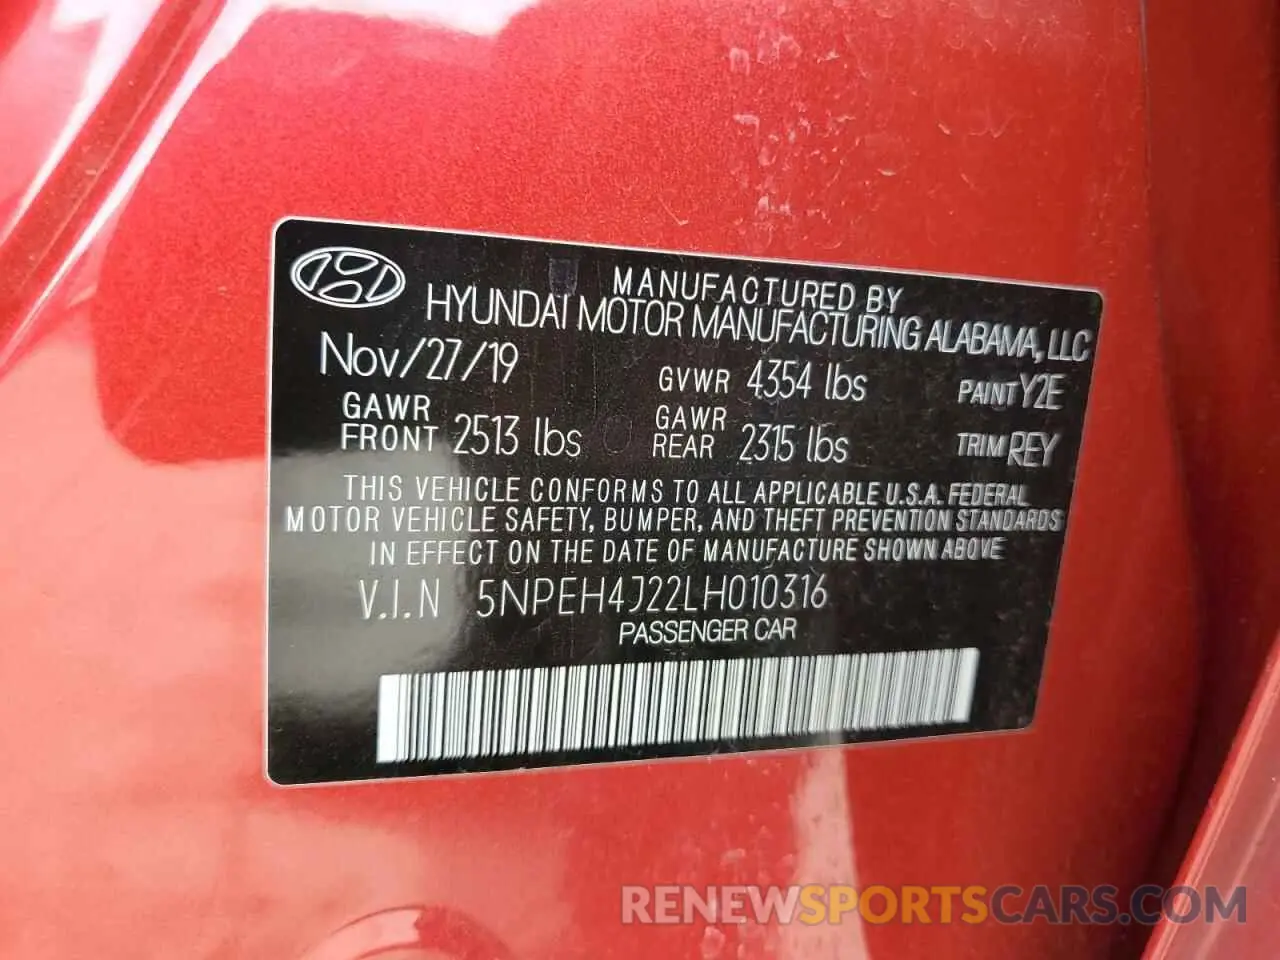 MANUFACTURED BY
HYUNDAI MOTOR MANUFACTURING ALABAMA, LLC
Nov/27/19 GVWR 4354 lbs PAINT Y2E
GAWR FRONT 2513 lbs GAWR REAR 2315 lbs TRIM REY
THIS VEHICLE CONFORMS TO ALL APPLICABLE U.S.A. FEDERAL
MOTOR VEHICLE SAFETY, BUMPER, AND THEFT PREVENTION STANDARDS
IN EFFECT ON THE DATE OF MANUFACTURE SHOWN ABOVE
V.I.N 5NPEH4J22LH010316
PASSENGER CAR
RENEWSPORTSCARS.COM